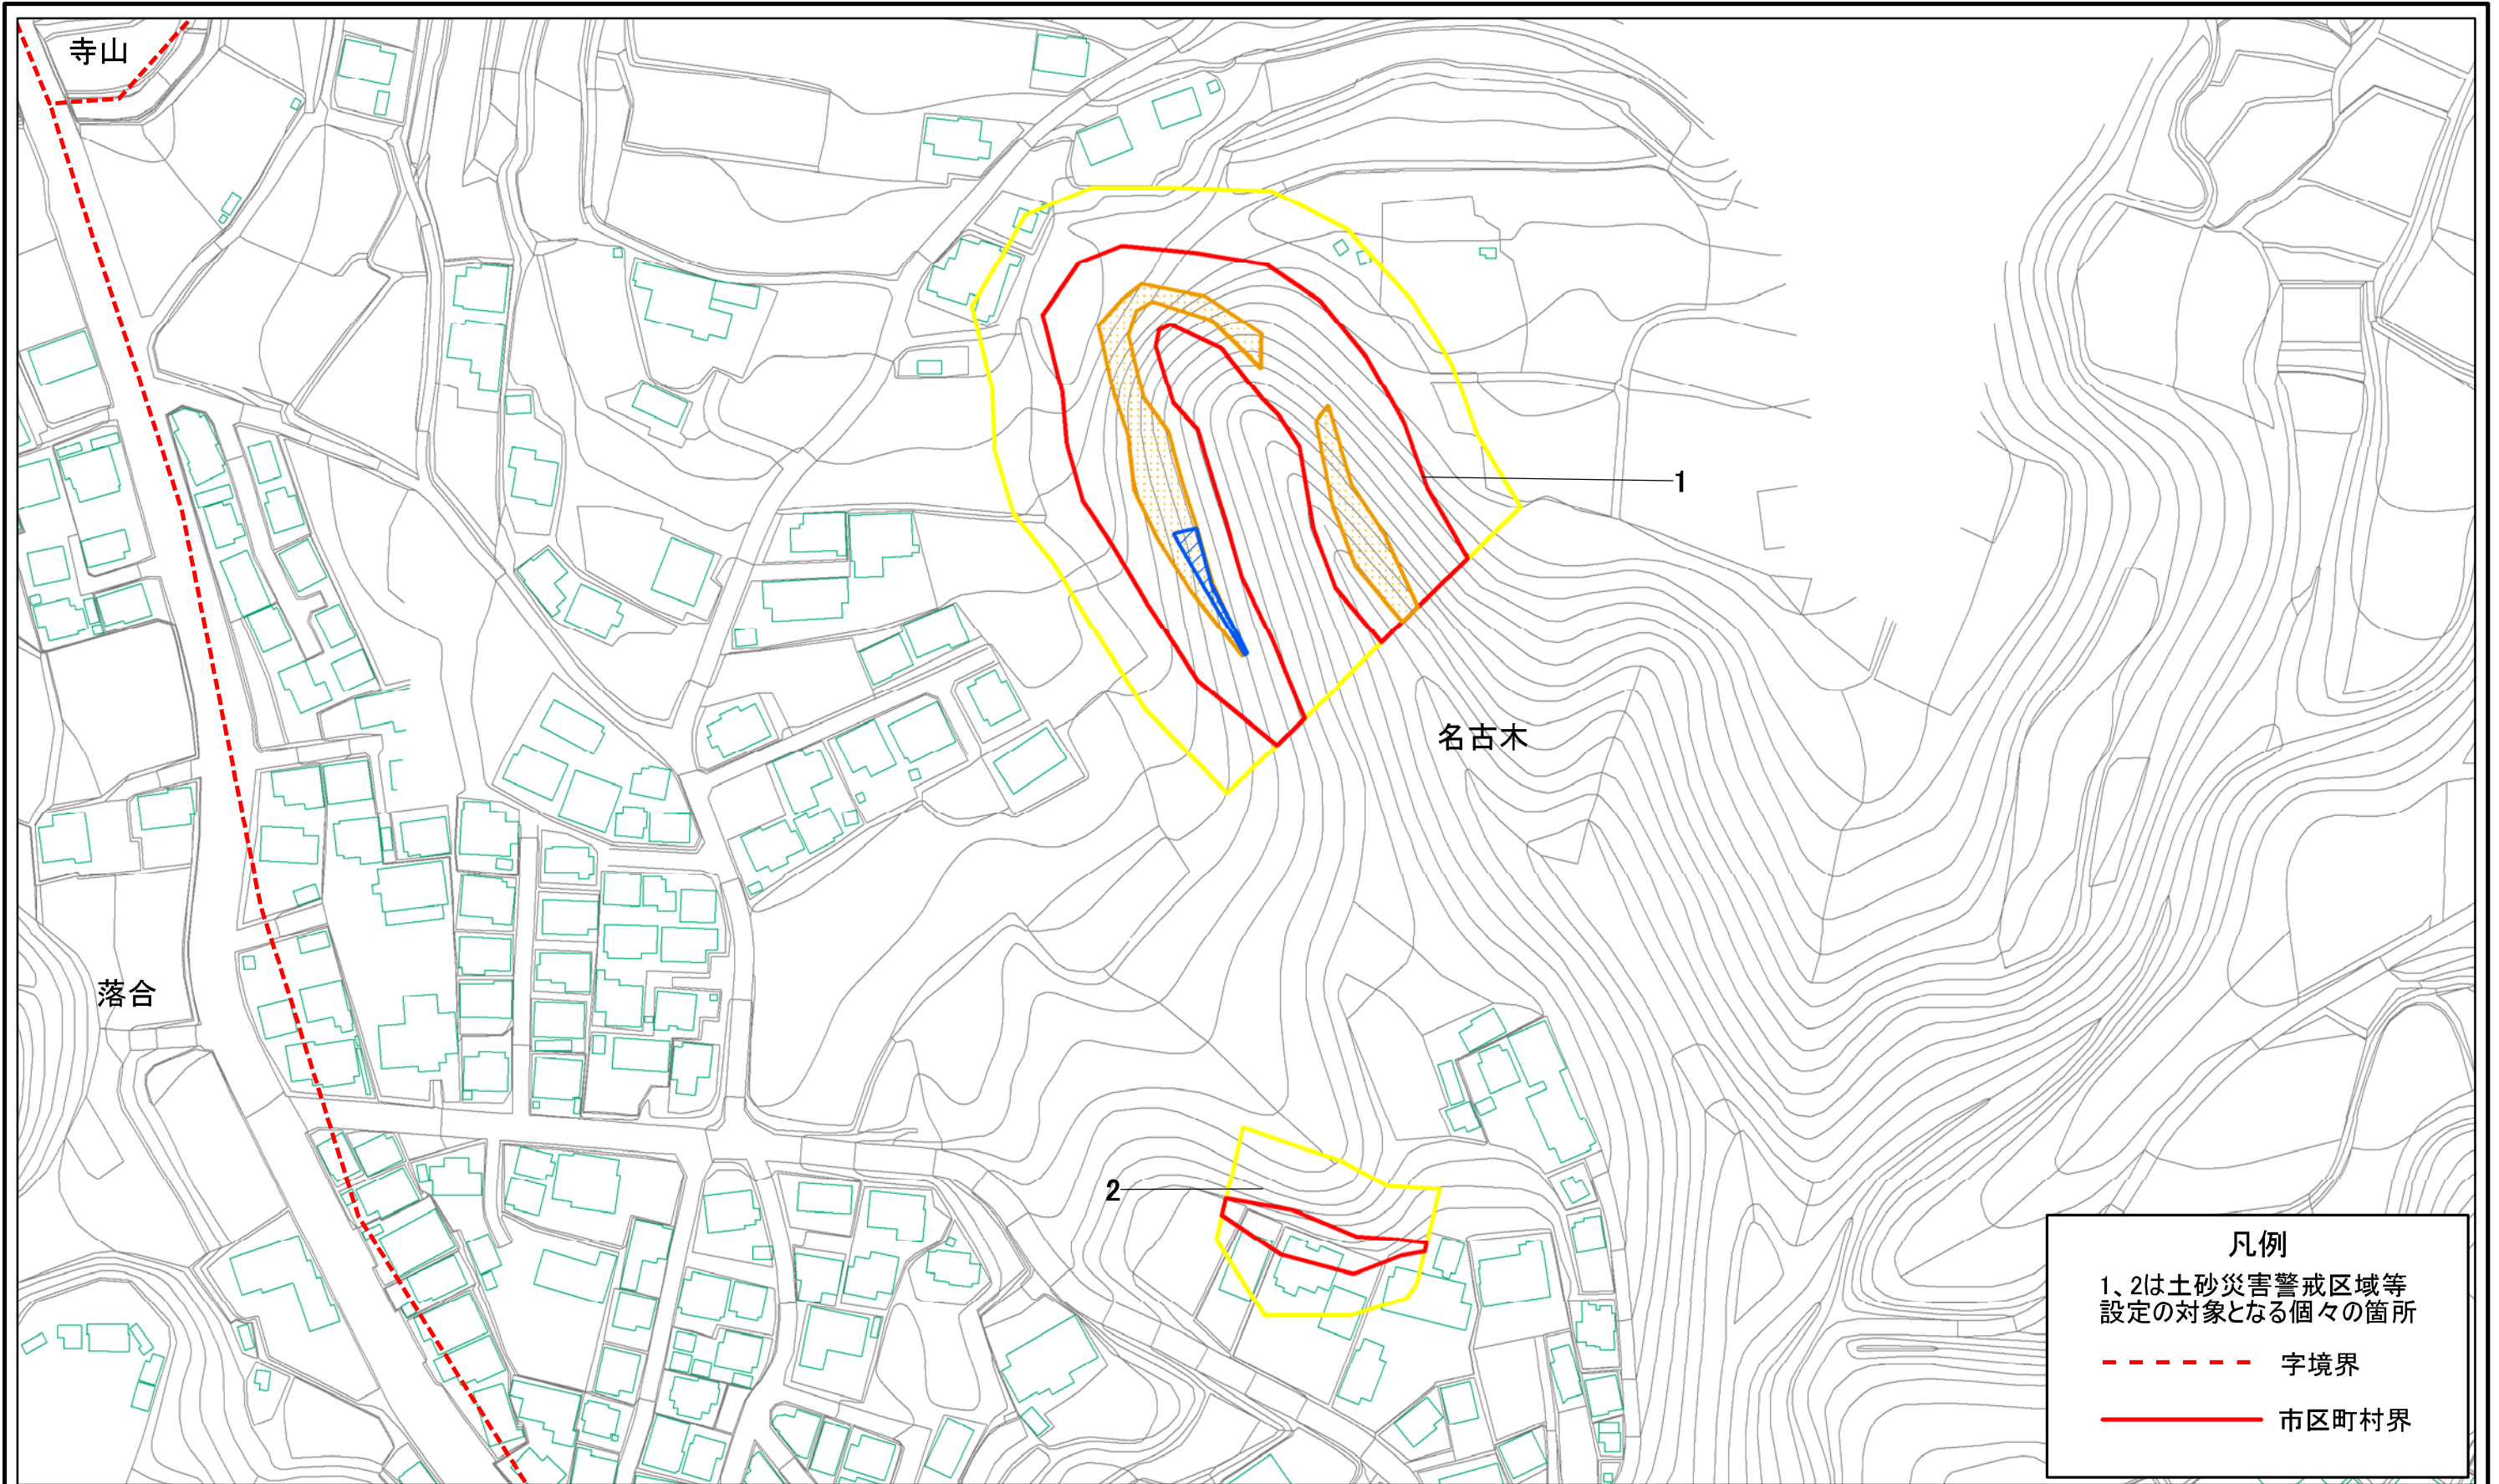 寺山
1
名古木
落合
2
凡例
1、2は土砂災害警戒区域等
設定の対象となる個々の箇所
字境界
市区町村界